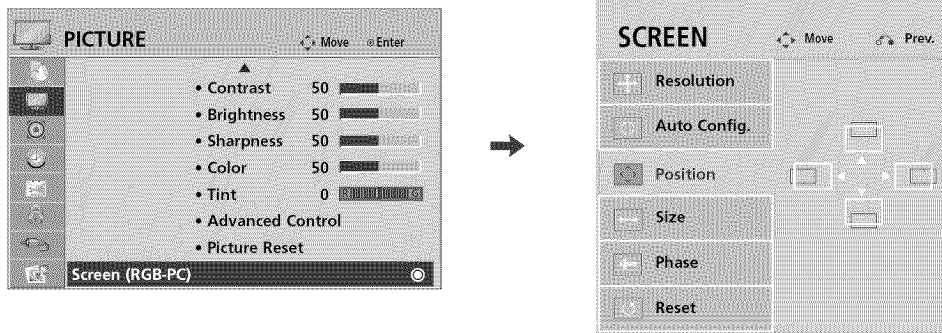 PICTURE
Move Enter
• Contrast 50
• Brightness 50
• Sharpness 50
• Color 50
• Tint 0 R G
• Advanced Control
• Picture Reset
Screen (RGB-PC)
SCREEN
Move Prev.
Resolution
Auto Config.
Position
Size
Phase
Reset